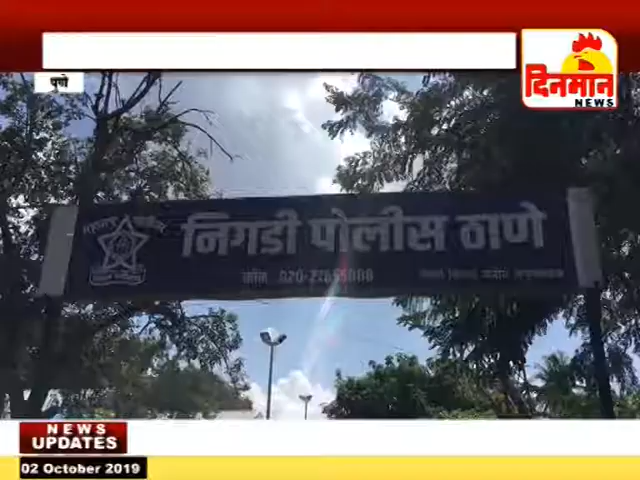 दिनमान
NEWS
पुणे
निगडी पोलीस ठाणे
फोन
NEWS
UPDATES
02 October 2019